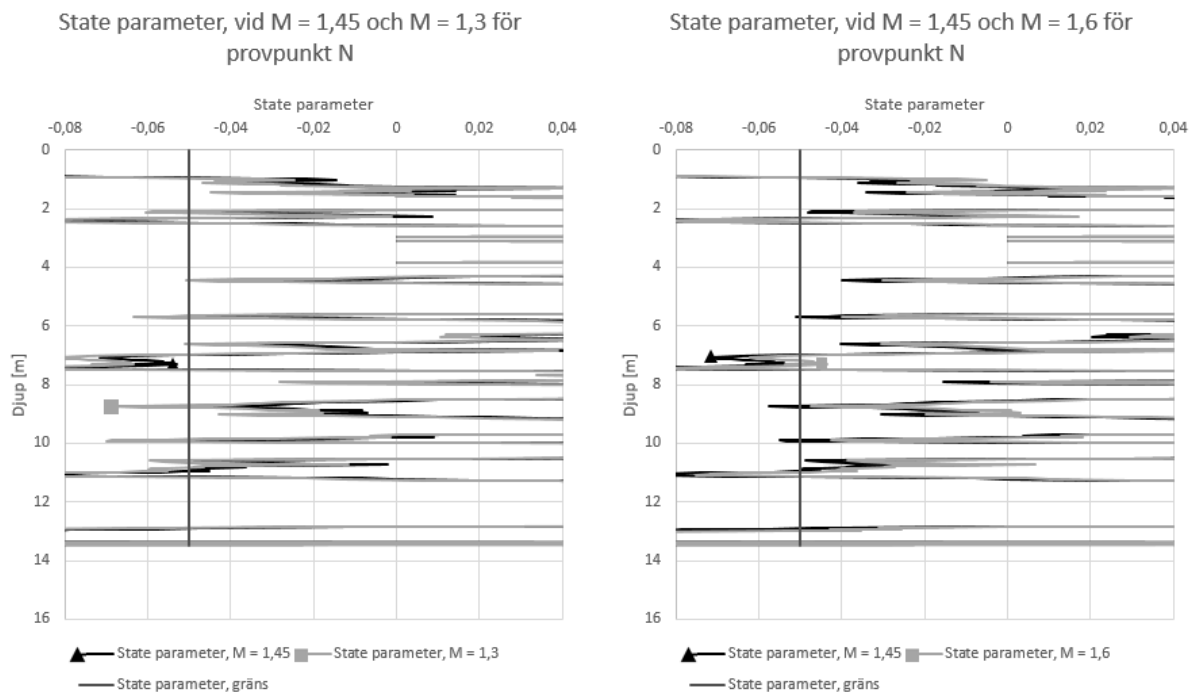 State parameter, vid M = 1,45 och M = 1,3 för
provpunkt N
State parameter
-0,08 -0,06 -0,04 -0,02 0 0,02 0,04
0
2
4
6
8
10
12
14
16
Djup [m]
State parameter, M = 1,45 State parameter, M = 1,3
State parameter, gräns
State parameter, vid M = 1,45 och M = 1,6 för
provpunkt N
State parameter
-0,08 -0,06 -0,04 -0,02 0 0,02 0,04
0
2
4
6
8
10
12
14
16
Djup [m]
State parameter, M = 1,45 State parameter, M = 1,6
State parameter, gräns